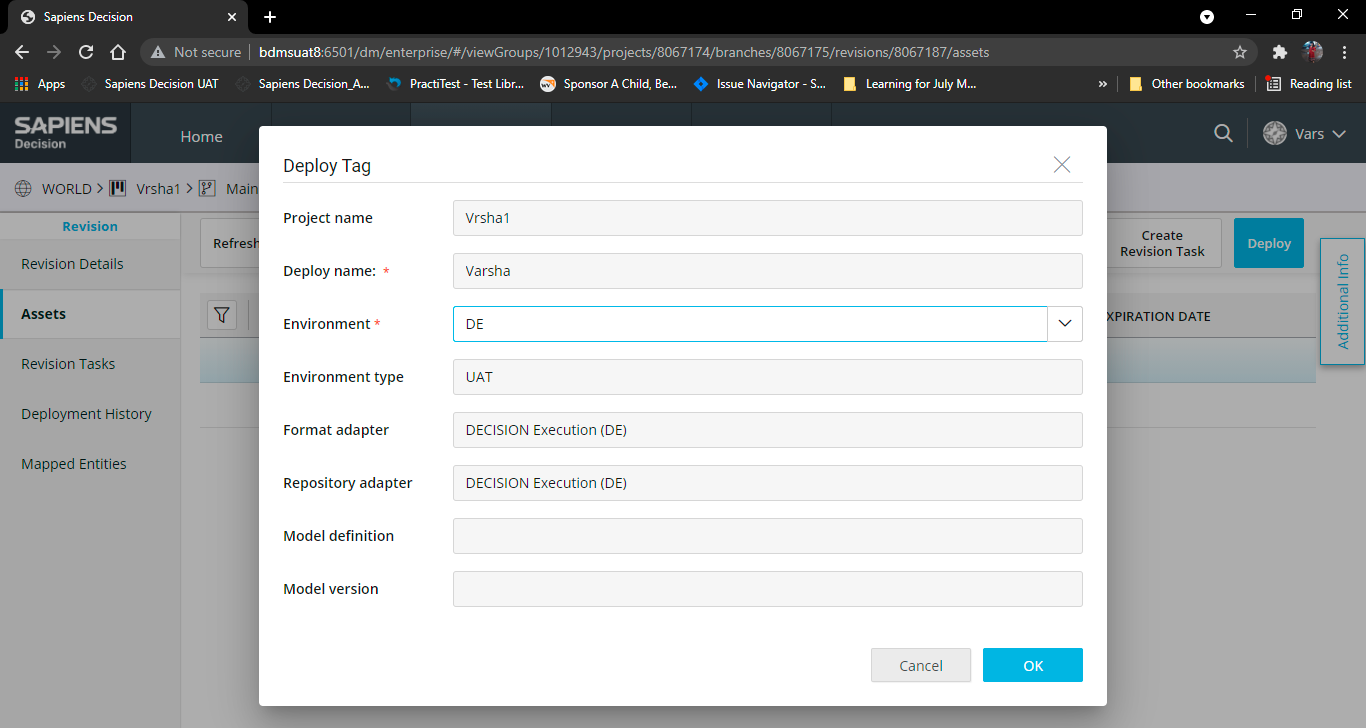 Sapiens Decision
Not secure
bdmsuat8:6501/dm/enterprise/#/viewGroups/1012943/projects/8067174/branches/8067175/revisions/8067187/assets
Apps
Sapiens Decision UAT
Sapiens Decision_A...
PractiTest - Test Libr...
Sponsor A Child, Be...
Issue Navigator - S...
Learning for July M...
»
Other bookmarks
Reading list
SAPIENS
Decision
Home
Vars
WORLD > Vrsha1 > Main
Revision
Revision Details
Assets
Revision Tasks
Deployment History
Mapped Entities
Refresh
Create
Revision Task
Deploy
XPIRATION DATE
Additional Info
Deploy Tag
Project name
Vrsha1
Deploy name: *
Varsha
Environment *
DE
Environment type
UAT
Format adapter
DECISION Execution (DE)
Repository adapter
DECISION Execution (DE)
Model definition
Model version
Cancel
OK